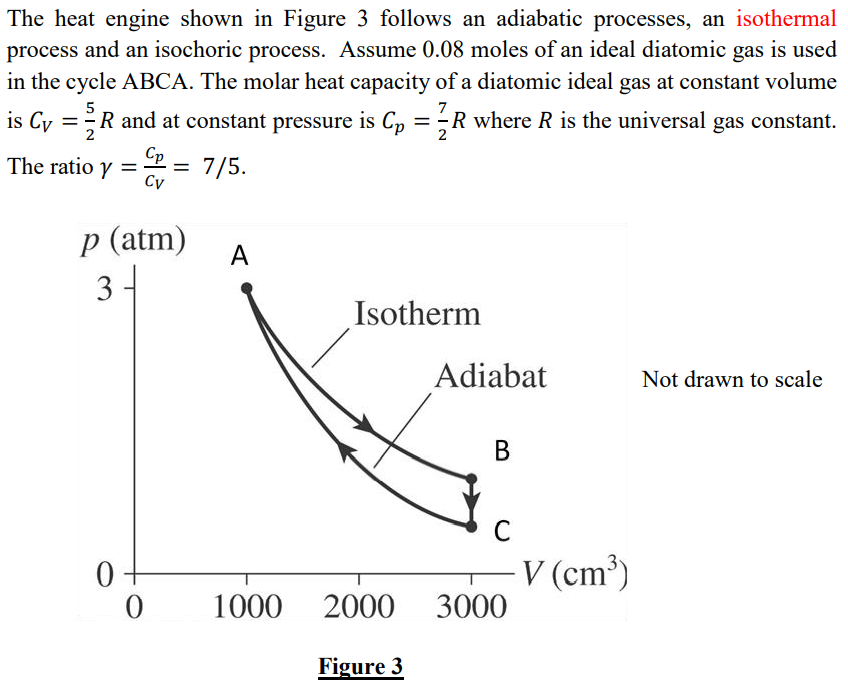 The heat engine shown in Figure 3 follows an adiabatic processes, an isothermal
process and an isochoric process. Assume 0.08 moles of an ideal diatomic gas is used
in the cycle ABCA. The molar heat capacity of a diatomic ideal gas at constant volume
is C_V = 5/2 R and at constant pressure is C_p = 7/2 R where R is the universal gas constant.
The ratio γ = C_p/C_V = 7/5.
p (atm)
A
3
Isotherm
Adiabat
Not drawn to scale
B
C
0
V (cm³)
0 1000 2000 3000
Figure 3